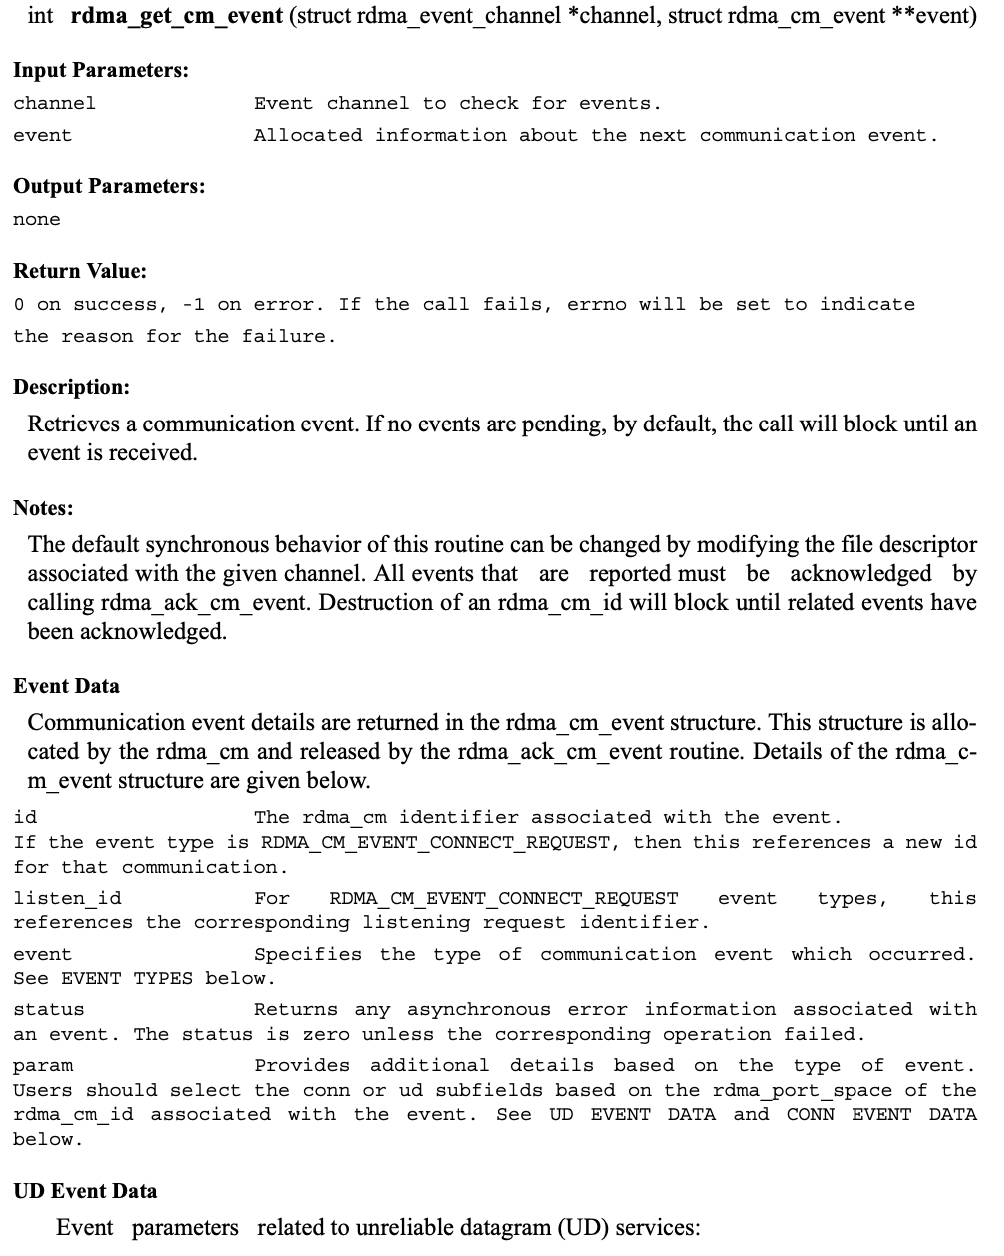 int rdma_get_cm_event (struct rdma_event_channel *channel, struct rdma_cm_event **event)
Input Parameters:
channel Event channel to check for events.
event Allocated information about the next communication event.
Output Parameters:
none
Return Value:
0 on success, -1 on error. If the call fails, errno will be set to indicate
the reason for the failure.
Description:
Retrieves a communication event. If no events are pending, by default, the call will block until an
event is received.
Notes:
The default synchronous behavior of this routine can be changed by modifying the file descriptor
associated with the given channel. All events that are reported must be acknowledged by
calling rdma_ack_cm_event. Destruction of an rdma_cm_id will block until related events have
been acknowledged.
Event Data
Communication event details are returned in the rdma_cm_event structure. This structure is allo-
cated by the rdma_cm and released by the rdma_ack_cm_event routine. Details of the rdma_c-
m_event structure are given below.
id The rdma_cm identifier associated with the event.
If the event type is RDMA_CM_EVENT_CONNECT_REQUEST, then this references a new id
for that communication.
listen_id For RDMA_CM_EVENT_CONNECT_REQUEST event types, this
references the corresponding listening request identifier.
event Specifies the type of communication event which occurred.
See EVENT TYPES below.
status Returns any asynchronous error information associated with
an event. The status is zero unless the corresponding operation failed.
param Provides additional details based on the type of event.
Users should select the conn or ud subfields based on the rdma_port_space of the
rdma_cm_id associated with the event. See UD EVENT DATA and CONN EVENT DATA
below.
UD Event Data
Event parameters related to unreliable datagram (UD) services: